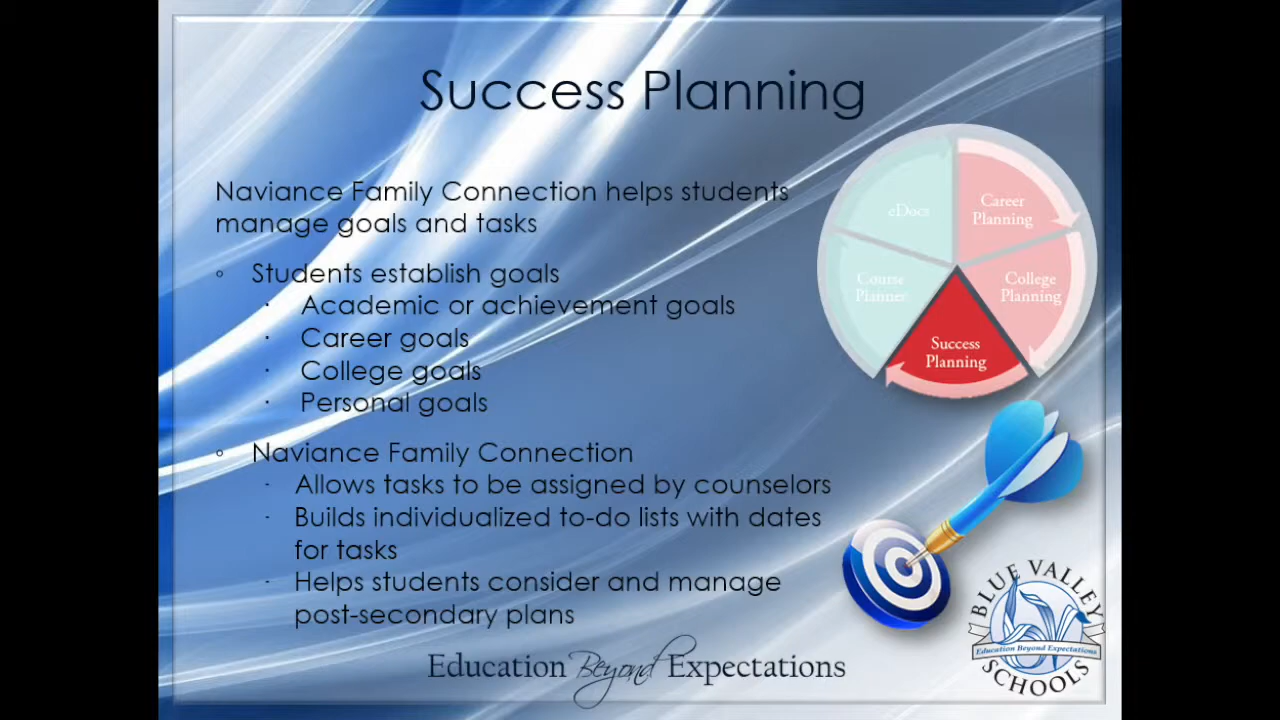 Success Planning
Naviance Family Connection helps students
manage goals and tasks
◦ Students establish goals
· Academic or achievement goals
· Career goals
· College goals
· Personal goals
◦ Naviance Family Connection
· Allows tasks to be assigned by counselors
· Builds individualized to-do lists with dates
for tasks
· Helps students consider and manage
post-secondary plans
eDocs
Career
Planning
Course
Planner
College
Planning
Success
Planning
Education Beyond Expectations
BLUE VALLEY
Education Beyond Expectations
SCHOOLS